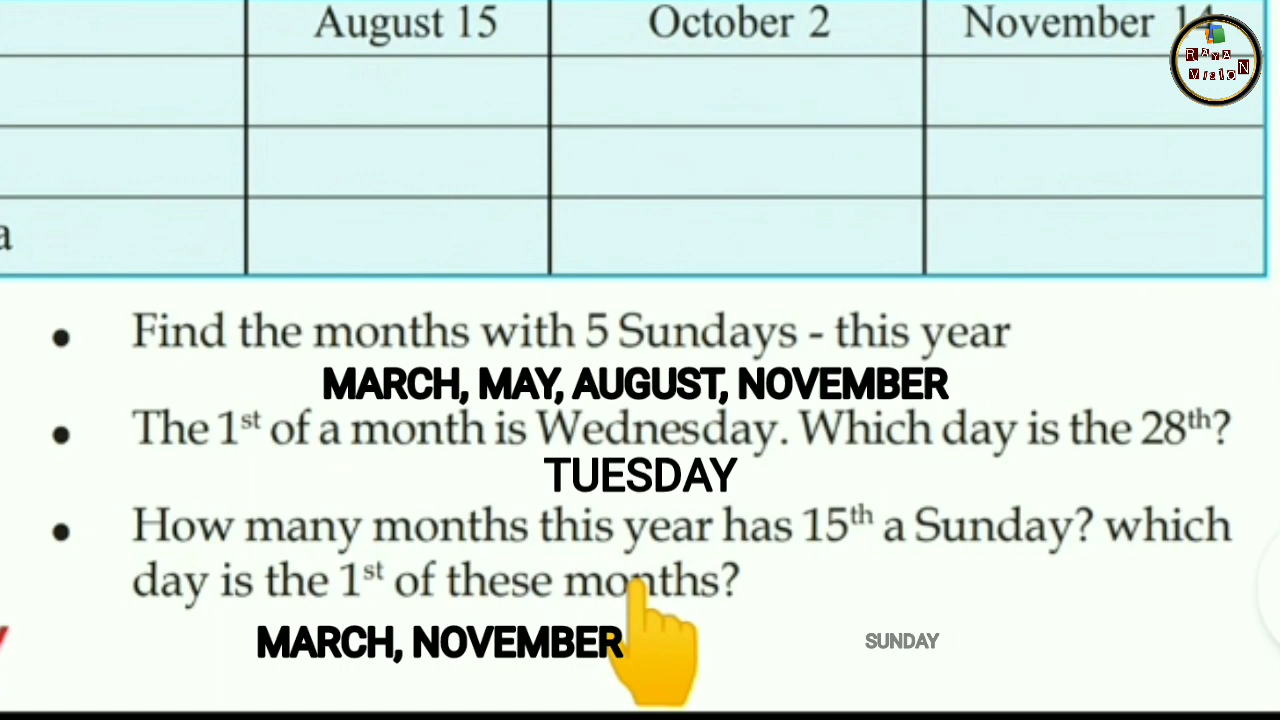 August 15 October 2 November 14
RAYA
VISION
a
• Find the months with 5 Sundays - this year
MARCH, MAY, AUGUST, NOVEMBER
• The 1st of a month is Wednesday. Which day is the 28th?
TUESDAY
• How many months this year has 15th a Sunday? which
day is the 1st of these months?
MARCH, NOVEMBER SUNDAY